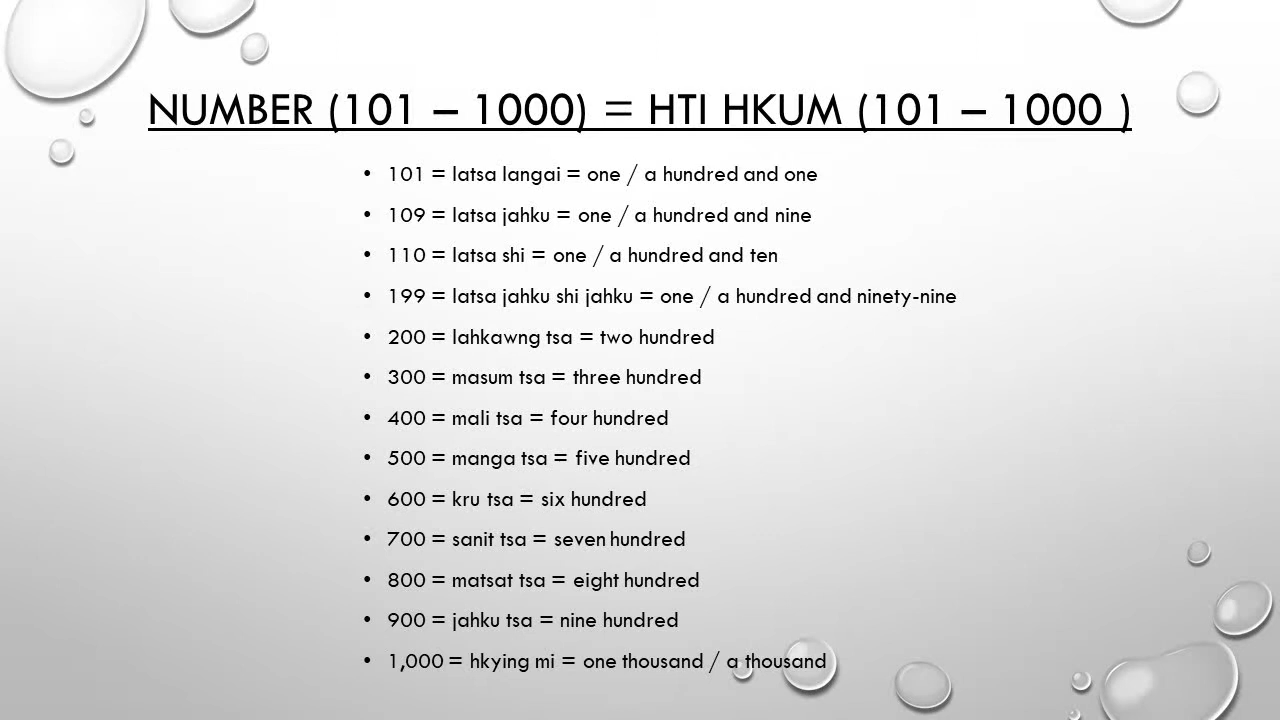 NUMBER (101 – 1000) = HTI HKUM (101 – 1000 )
• 101 = latsa langai = one / a hundred and one
• 109 = latsa jahku = one / a hundred and nine
• 110 = latsa shi = one / a hundred and ten
• 199 = latsa jahku shi jahku = one / a hundred and ninety-nine
• 200 = lahkawng tsa = two hundred
• 300 = masum tsa = three hundred
• 400 = mali tsa = four hundred
• 500 = manga tsa = five hundred
• 600 = kru tsa = six hundred
• 700 = sanit tsa = seven hundred
• 800 = matsat tsa = eight hundred
• 900 = jahku tsa = nine hundred
• 1,000 = hkying mi = one thousand / a thousand